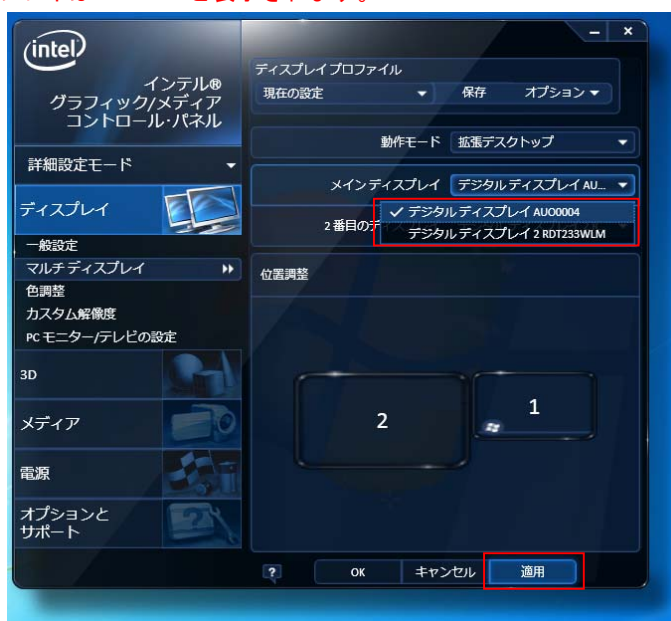 intel
インテル®
グラフィック/メディア
コントロール・パネル
詳細設定モード
ディスプレイ
一般設定
マルチ ディスプレイ
色調整
カスタム解像度
PC モニター/テレビの設定
3D
メディア
電源
オプションと
サポート
ディスプレイ プロファイル
現在の設定
保存
オプション
動作モード 拡張デスクトップ
メイン ディスプレイ デジタル ディスプレイ AU...
デジタル ディスプレイ AUO0004
2 番目のデ
デジタル ディスプレイ 2 RDT233WLM
位置調整
2
1
?
OK
キャンセル
適用